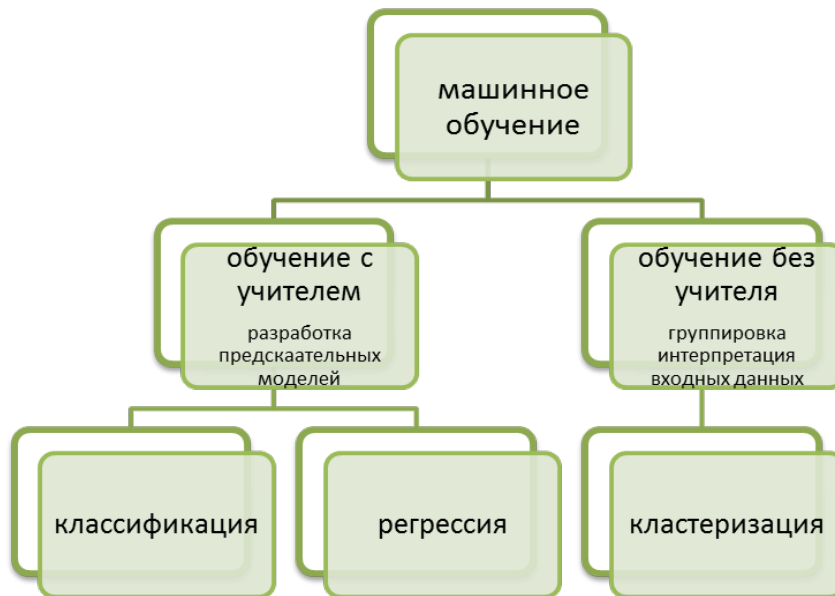 машинное
обучение
обучение с
учителем
разработка
предскаательных
моделей
обучение без
учителя
группировка
интерпретация
входных данных
классификация
регрессия
кластеризация